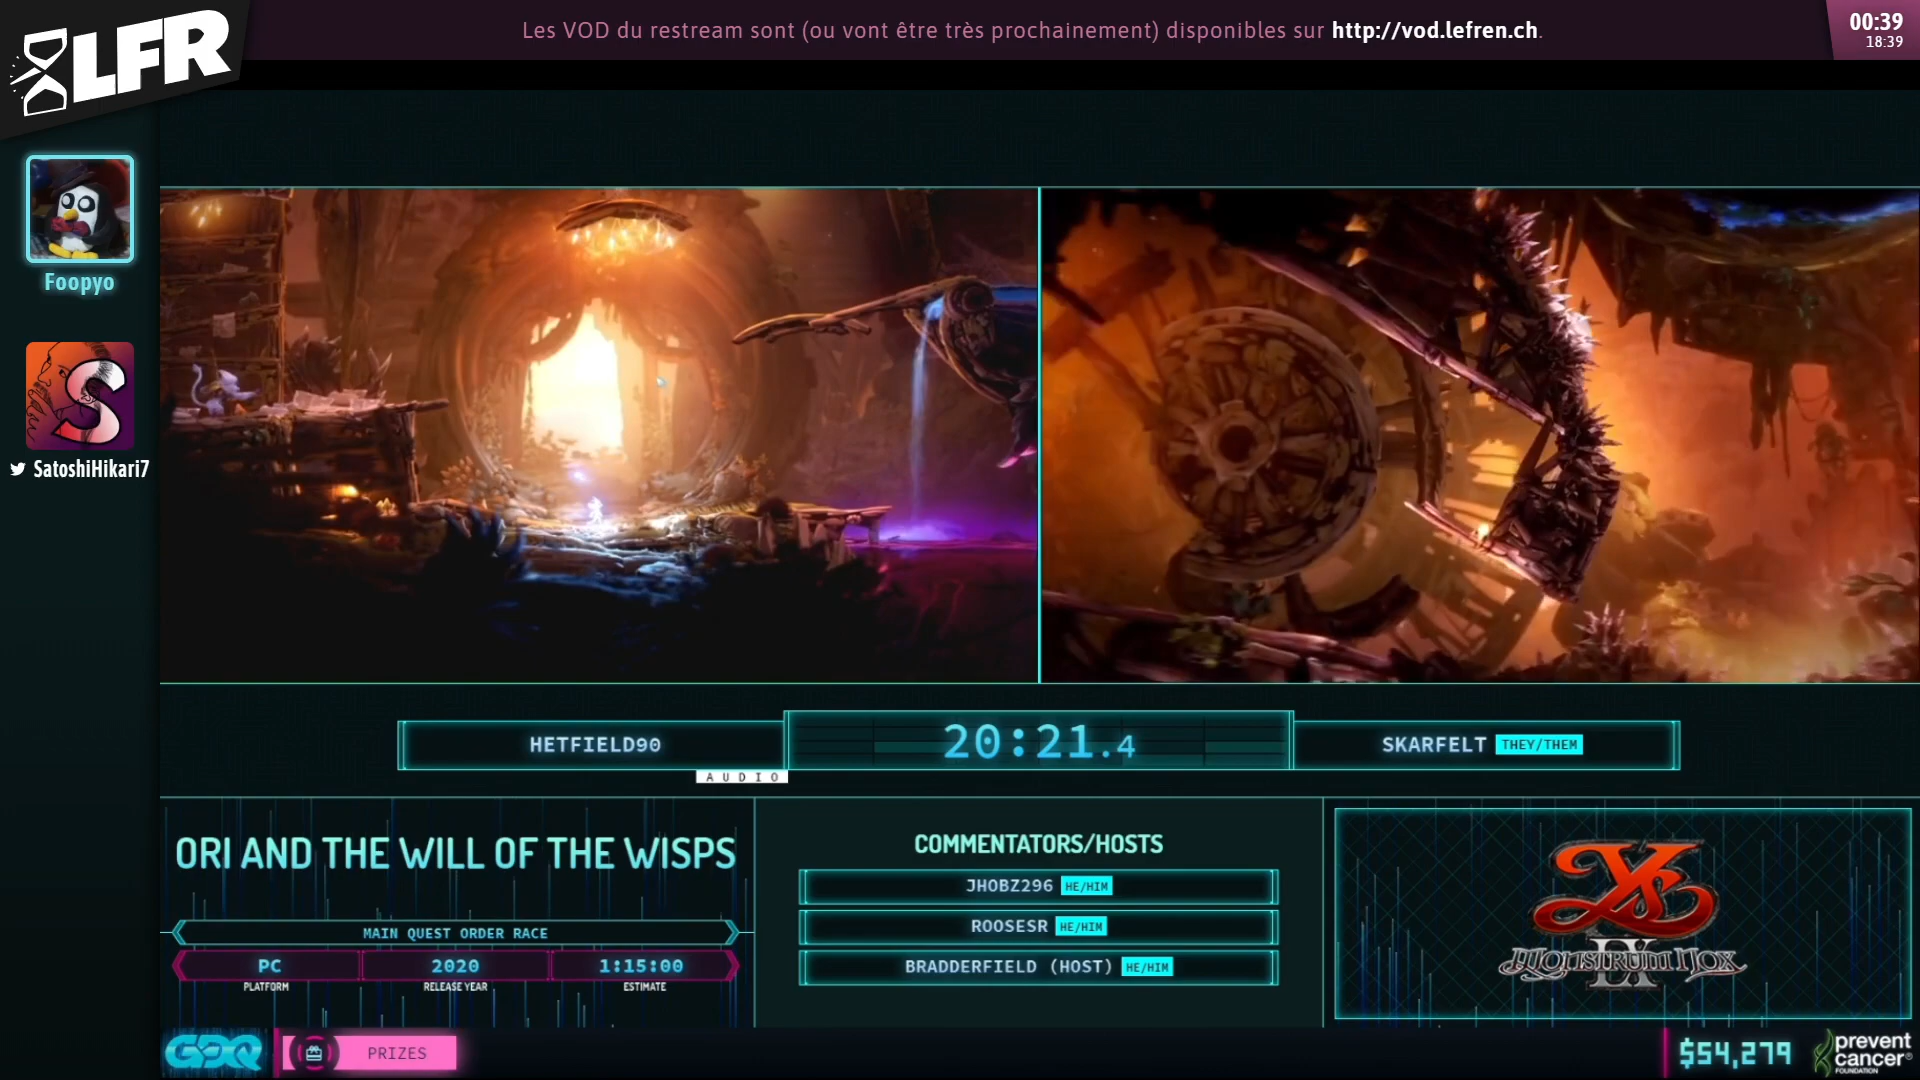 LFR
Les VOD du restream sont (ou vont être très prochainement) disponibles sur http://vod.lefren.ch.
00:39
18:39
Foopyo
S
SatoshiHikari7
HETFIELD90
20:21.4
SKARFELT THEY/THEM
AUDIO
ORI AND THE WILL OF THE WISPS
MAIN QUEST ORDER RACE
PC 2020 1:15:00
PLATFORM RELEASE YEAR ESTIMATE
COMMENTATORS/HOSTS
JHOBZ296 HE/HIM
ROOSESR HE/HIM
BRADDERFIELD (HOST) HE/HIM
YS
IX
MONSTRUM NOX
GDQ PRIZES
$54,279
prevent
cancer®
FOUNDATION